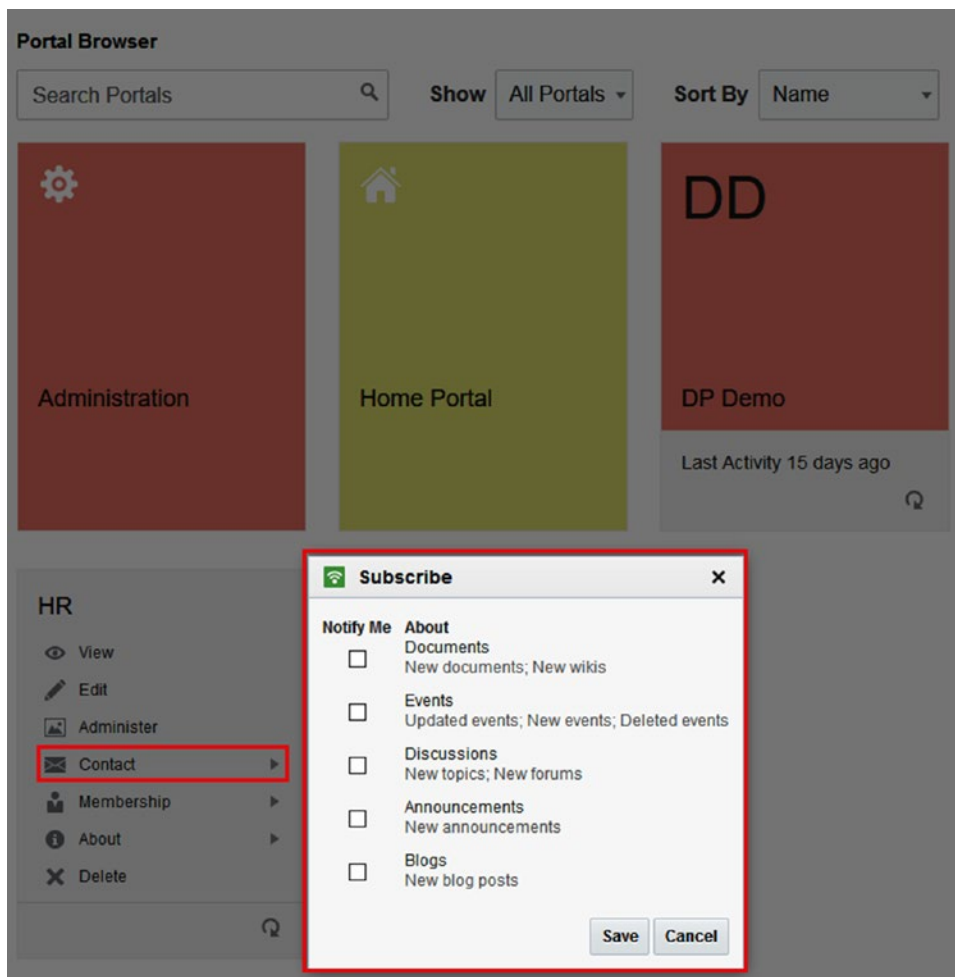 Portal Browser
Search Portals
Show All Portals Sort By Name
Administration
Home Portal
DD
DP Demo
Last Activity 15 days ago
HR
View
Edit
Administer
Contact
Membership
About
Delete
Subscribe
Notify Me About
Documents
New documents; New wikis
Events
Updated events; New events; Deleted events
Discussions
New topics; New forums
Announcements
New announcements
Blogs
New blog posts
Save Cancel